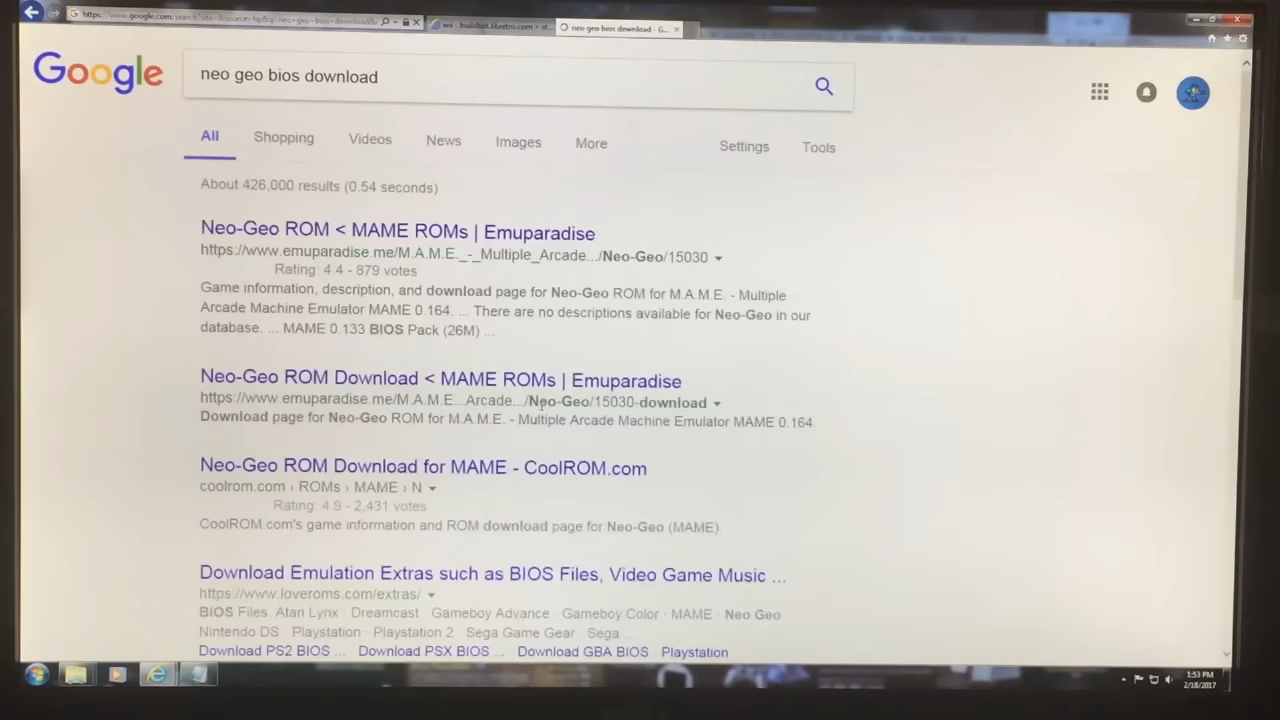 neo geo bios download - G...
Google
neo geo bios download
All
Shopping
Videos
News
Images
More
Settings
Tools
About 426,000 results (0.54 seconds)
Neo-Geo ROM < MAME ROMs | Emuparadise
https://www.emuparadise.me/M.A.M.E._-_Multiple_Arcade.../Neo-Geo/15030
Rating: 4.4 - 879 votes
Game information, description, and download page for Neo-Geo ROM for M.A.M.E. - Multiple
Arcade Machine Emulator MAME 0.164. ... There are no descriptions available for Neo-Geo in our
database. ... MAME 0.133 BIOS Pack (26M) ...
Neo-Geo ROM Download < MAME ROMs | Emuparadise
https://www.emuparadise.me/M.A.M.E...Arcade.../Neo-Geo/15030-download
Download page for Neo-Geo ROM for M.A.M.E. - Multiple Arcade Machine Emulator MAME 0.164.
Neo-Geo ROM Download for MAME - CoolROM.com
coolrom.com › ROMs › MAME › N
Rating: 4.9 - 2,431 votes
CoolROM.com's game information and ROM download page for Neo-Geo (MAME)
Download Emulation Extras such as BIOS Files, Video Game Music ...
https://www.loveroms.com/extras/
BIOS Files. Atari Lynx · Dreamcast · Gameboy Advance · Gameboy Color · MAME · Neo Geo
Nintendo DS Playstation · Playstation 2. Sega Game Gear · Sega ...
Download PS2 BIOS ... Download PSX BIOS ... Download GBA BIOS Playstation
1:53 PM
2/18/2017